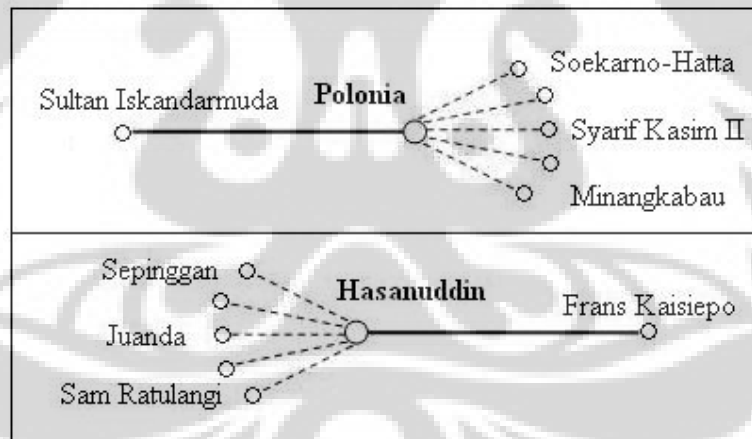 Soekarno-Hatta
Sultan Iskandarmuda
Polonia
Syarif Kasim II
Minangkabau
Sepinggan
Hasanuddin
Frans Kaisiepo
Juanda
Sam Ratulangi